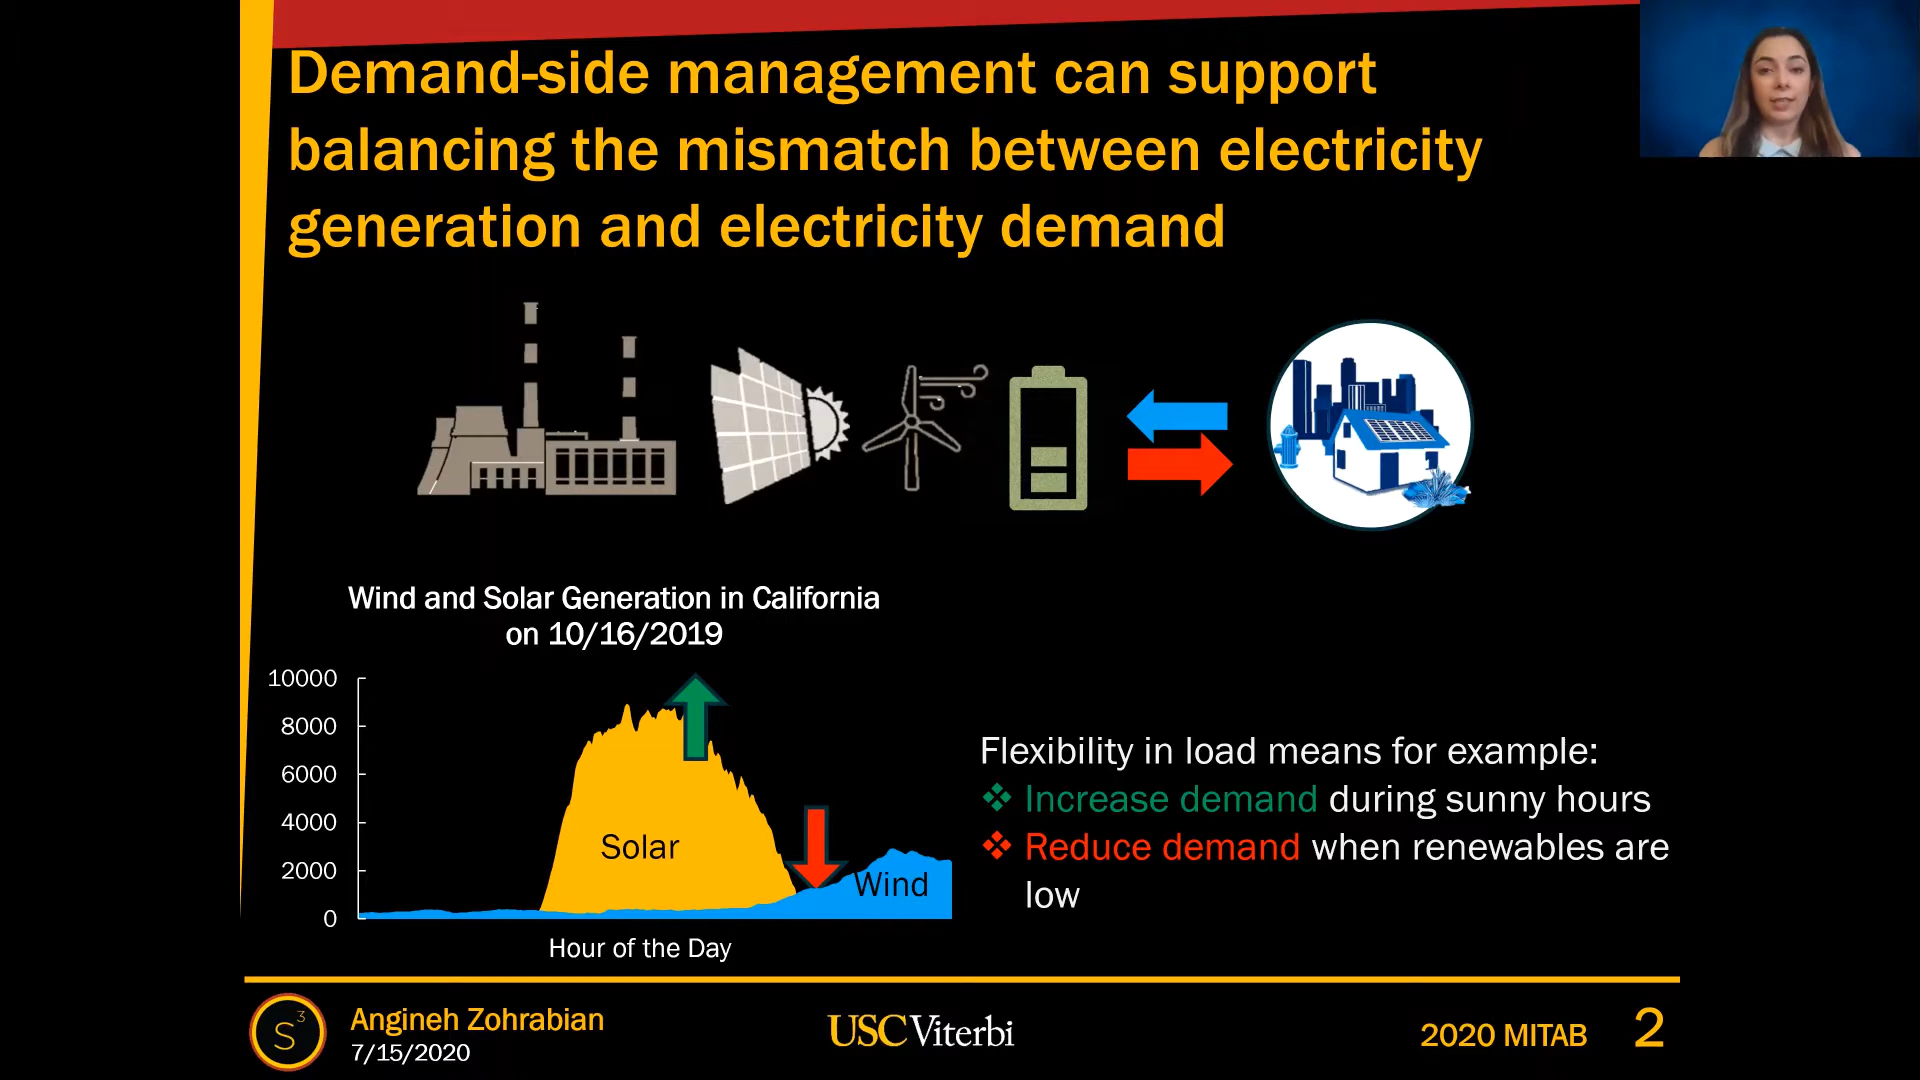 Demand-side management can support
balancing the mismatch between electricity
generation and electricity demand
Wind and Solar Generation in California
on 10/16/2019
10000
8000
6000
4000
2000
0
Solar
Wind
Hour of the Day
Flexibility in load means for example:
❖ Increase demand during sunny hours
❖ Reduce demand when renewables are
low
S3
Angineh Zohrabian
7/15/2020
USC Viterbi
2020 MITAB
2